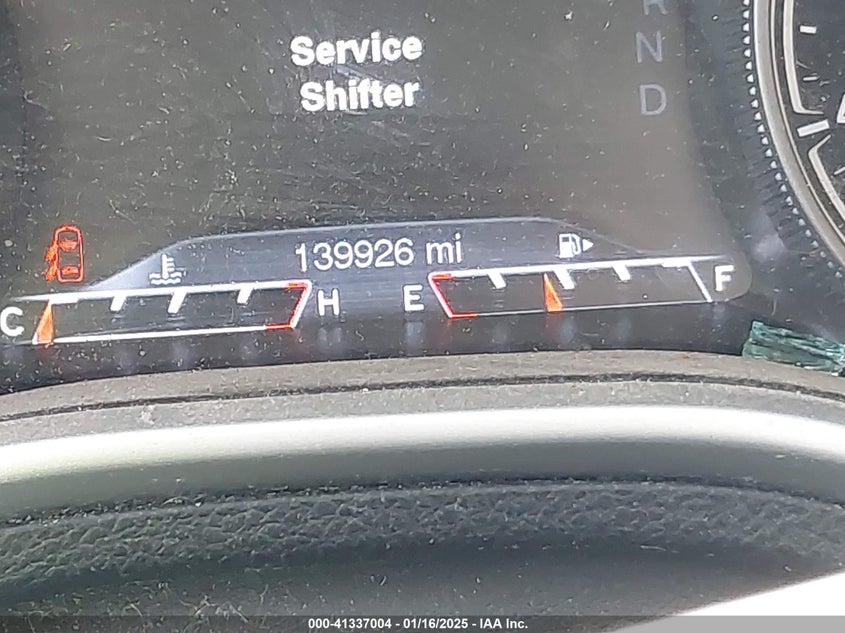 Service
Shifter
R
N
D
139926 mi
C
H
E
F
000-41337004 - 01/16/2025 - IAA Inc.